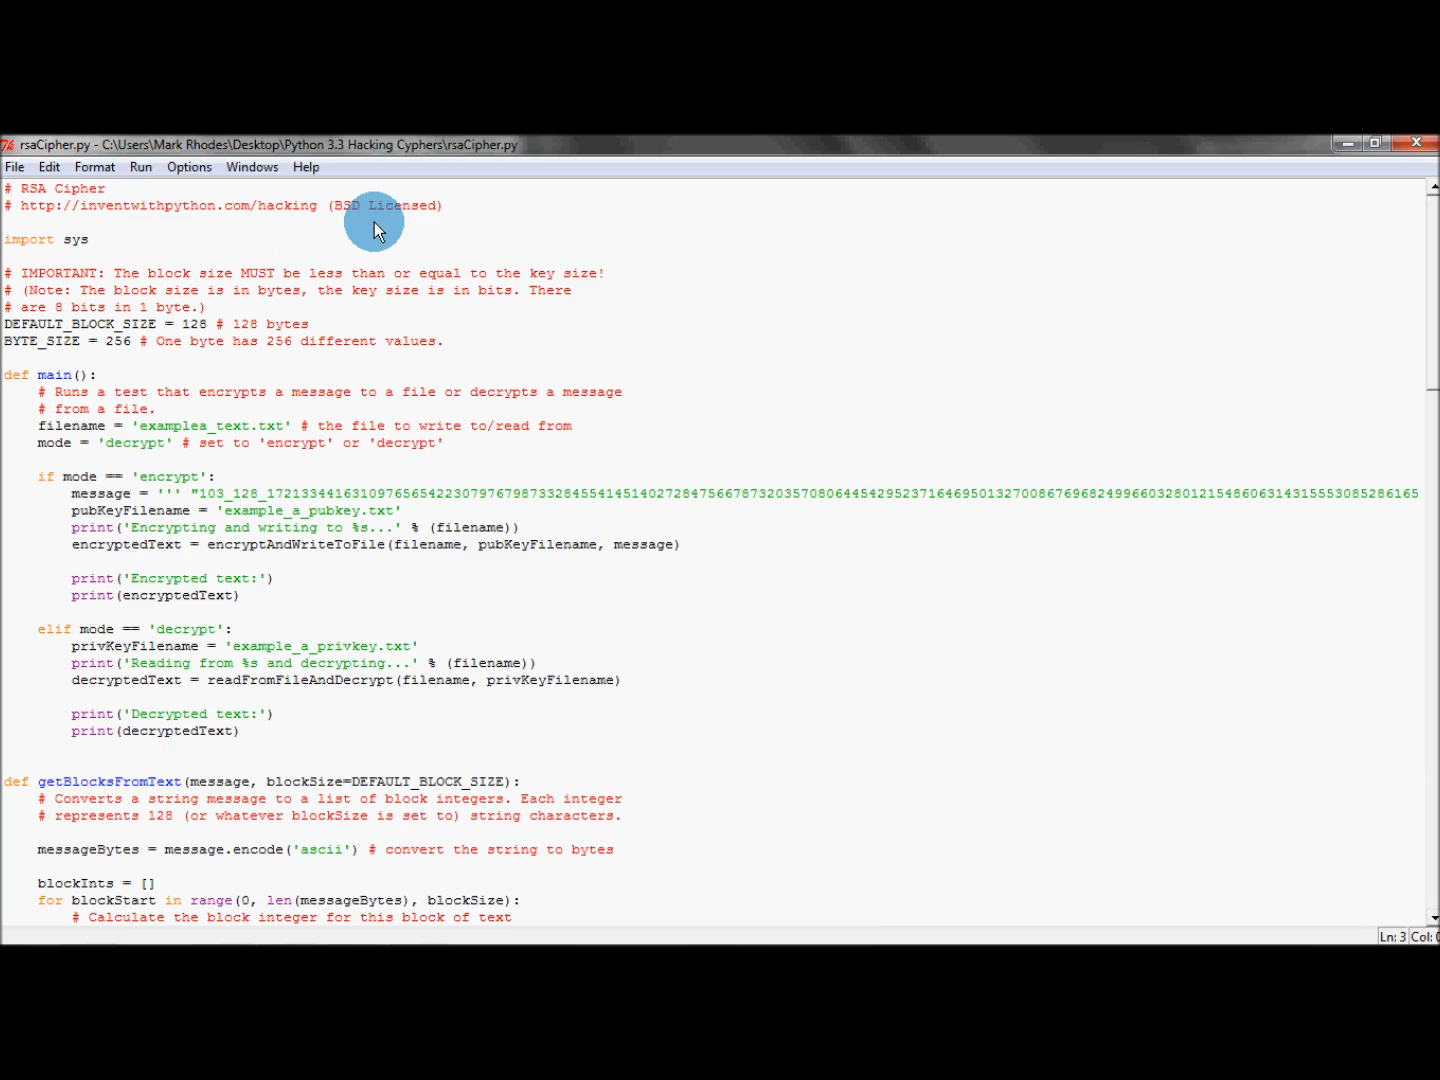 rsaCipher.py - C:\Users\Mark Rhodes\Desktop\Python 3.3 Hacking Cyphers\rsaCipher.py
File Edit Format Run Options Windows Help
# RSA Cipher
# http://inventwithpython.com/hacking (BSD Licensed)
import sys
# IMPORTANT: The block size MUST be less than or equal to the key size!
# (Note: The block size is in bytes, the key size is in bits. There
# are 8 bits in 1 byte.)
DEFAULT_BLOCK_SIZE = 128 # 128 bytes
BYTE_SIZE = 256 # One byte has 256 different values.
def main():
    # Runs a test that encrypts a message to a file or decrypts a message
    # from a file.
    filename = 'examplea_text.txt' # the file to write to/read from
    mode = 'decrypt' # set to 'encrypt' or 'decrypt'
    if mode == 'encrypt':
        message = ''' "103_128_1721334416310976565422307976798733284554145140272847566787320357080644542952371646950132700867696824996603280121548606314315553085286165
        pubKeyFilename = 'example_a_pubkey.txt'
        print('Encrypting and writing to %s...' % (filename))
        encryptedText = encryptAndWriteToFile(filename, pubKeyFilename, message)
        print('Encrypted text:')
        print(encryptedText)
    elif mode == 'decrypt':
        privKeyFilename = 'example_a_privkey.txt'
        print('Reading from %s and decrypting...' % (filename))
        decryptedText = readFromFileAndDecrypt(filename, privKeyFilename)
        print('Decrypted text:')
        print(decryptedText)
def getBlocksFromText(message, blockSize=DEFAULT_BLOCK_SIZE):
    # Converts a string message to a list of block integers. Each integer
    # represents 128 (or whatever blockSize is set to) string characters.
    messageBytes = message.encode('ascii') # convert the string to bytes
    blockInts = []
    for blockStart in range(0, len(messageBytes), blockSize):
        # Calculate the block integer for this block of text
Ln: 3 Col: